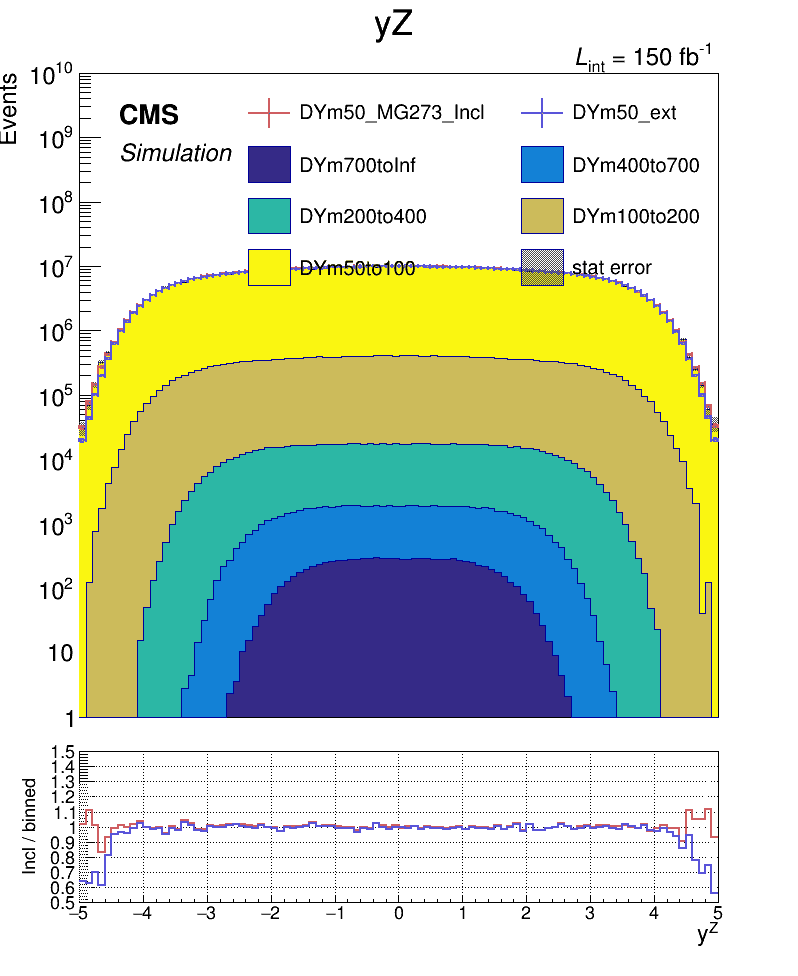 yZ
L_int = 150 fb^-1
Events
10^10
10^9
10^8
10^7
10^6
10^5
10^4
10^3
10^2
10
1
CMS
Simulation
DYm50_MG273_Incl
DYm50_ext
DYm700toInf
DYm400to700
DYm200to400
DYm100to200
DYm50to100
stat error
Incl / binned
1.5
1.4
1.3
1.2
1.1
1
0.9
0.8
0.7
0.6
0.5
−5 −4 −3 −2 −1 0 1 2 3 4 5
y^Z